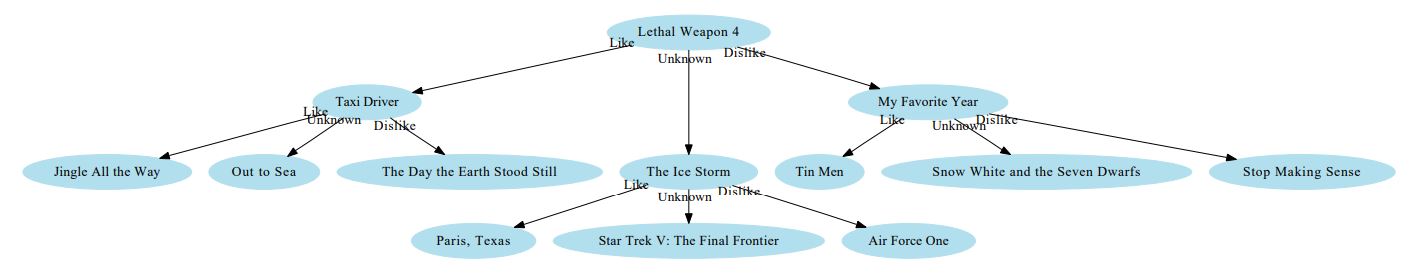 Lethal Weapon 4
Like
Unknown
Dislike
Taxi Driver
My Favorite Year
Like
Unknown
Dislike
Like
Unknown
Dislike
Jingle All the Way
Out to Sea
The Day the Earth Stood Still
The Ice Storm
Tin Men
Snow White and the Seven Dwarfs
Stop Making Sense
Like
Unknown
Dislike
Paris, Texas
Star Trek V: The Final Frontier
Air Force One